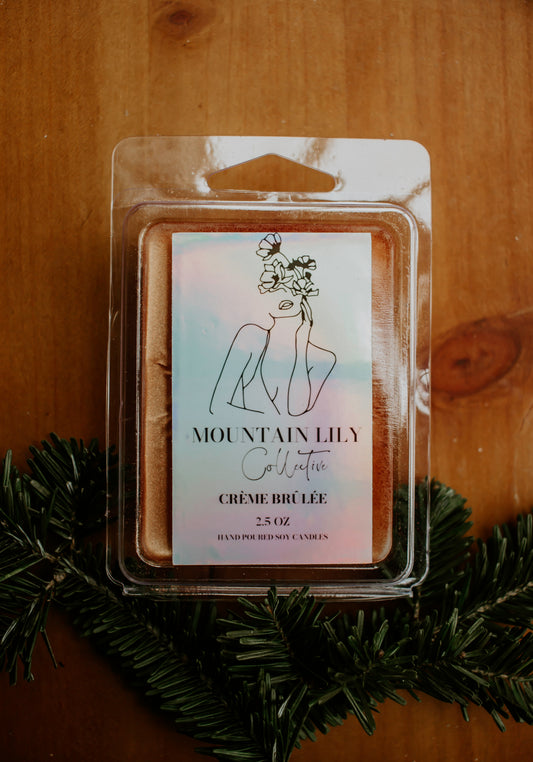 MOUNTAIN LILY
Collective
CRÈME BRÛLÉE
2.5 OZ
HAND POURED SOY CANDLES